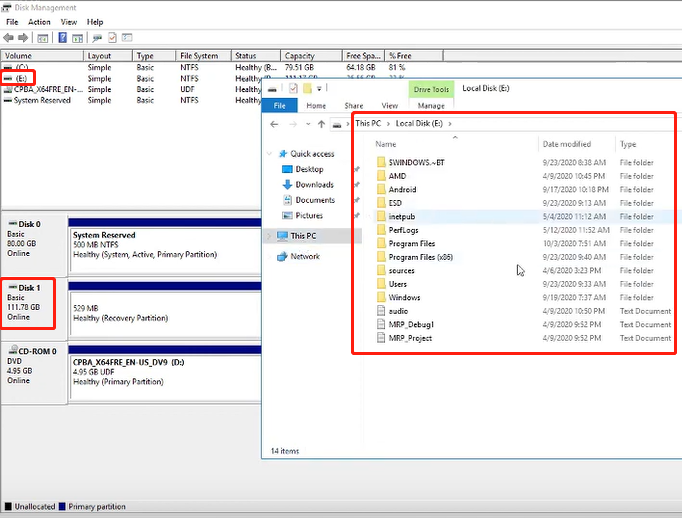 Disk Management
File Action View Help
Volume Layout Type File System Status Capacity Free Spa... % Free
(C:) Simple Basic NTFS Healthy (B... 79.51 GB 64.18 GB 81 %
(E:) Simple Basic NTFS Healthy
CPBA_X64FRE_EN-... Simple Basic UDF Healthy
System Reserved Simple Basic NTFS Healthy
Drive Tools Local Disk (E:)
File Home Share View Manage
This PC Local Disk (E:)
Name Date modified Type
Quick access
Desktop
Downloads
Documents
Pictures
This PC
Network
$WINDOWS.~BT 9/23/2020 8:38 AM File folder
AMD 4/9/2020 10:45 PM File folder
Android 9/17/2020 10:18 PM File folder
ESD 9/23/2020 9:13 AM File folder
inetpub 5/4/2020 11:12 AM File folder
PerfLogs 5/12/2020 11:52 AM File folder
Program Files 10/3/2020 7:51 AM File folder
Program Files (x86) 9/23/2020 9:40 AM File folder
sources 4/6/2020 3:23 PM File folder
Users 9/23/2020 9:33 AM File folder
Windows 9/19/2020 7:37 AM File folder
audio 4/9/2020 10:50 PM Text Document
MRP_Debug1 4/9/2020 9:52 PM Text Document
MRP_Project 4/9/2020 9:52 PM Text Document
14 items
Disk 0
Basic
80.00 GB
Online
System Reserved
500 MB NTFS
Healthy (System, Active, Primary Partition)
Disk 1
Basic
111.78 GB
Online
529 MB
Healthy (Recovery Partition)
CD-ROM 0
DVD
4.95 GB
Online
CPBA_X64FRE_EN-US_DV9 (D:)
4.95 GB UDF
Healthy (Primary Partition)
Unallocated Primary partition